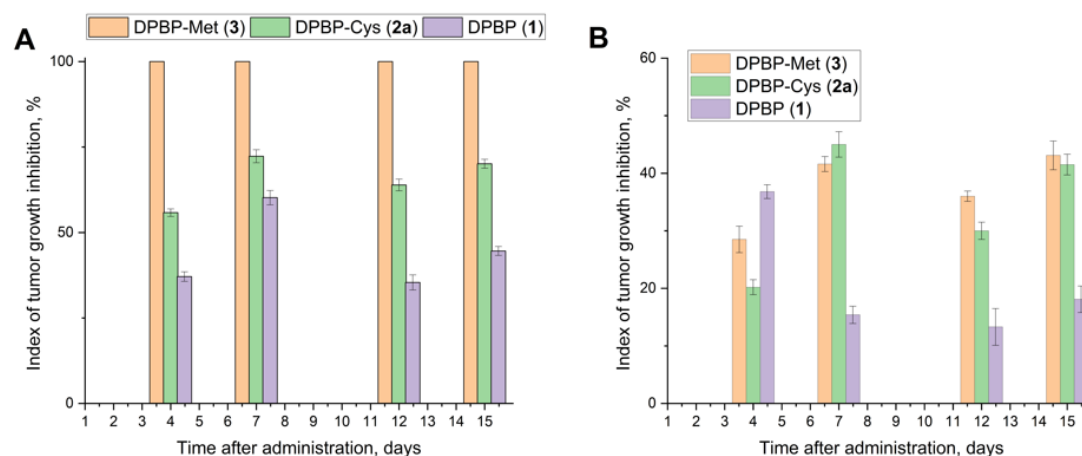 A
DPBP-Met (3) DPBP-Cys (2a) DPBP (1)
Index of tumor growth inhibition, %
100
50
0
1 2 3 4 5 6 7 8 9 10 11 12 13 14 15
Time after administration, days
B
DPBP-Met (3)
DPBP-Cys (2a)
DPBP (1)
Index of tumor growth inhibition, %
60
40
20
0
1 2 3 4 5 6 7 8 9 10 11 12 13 14 15
Time after administration, days